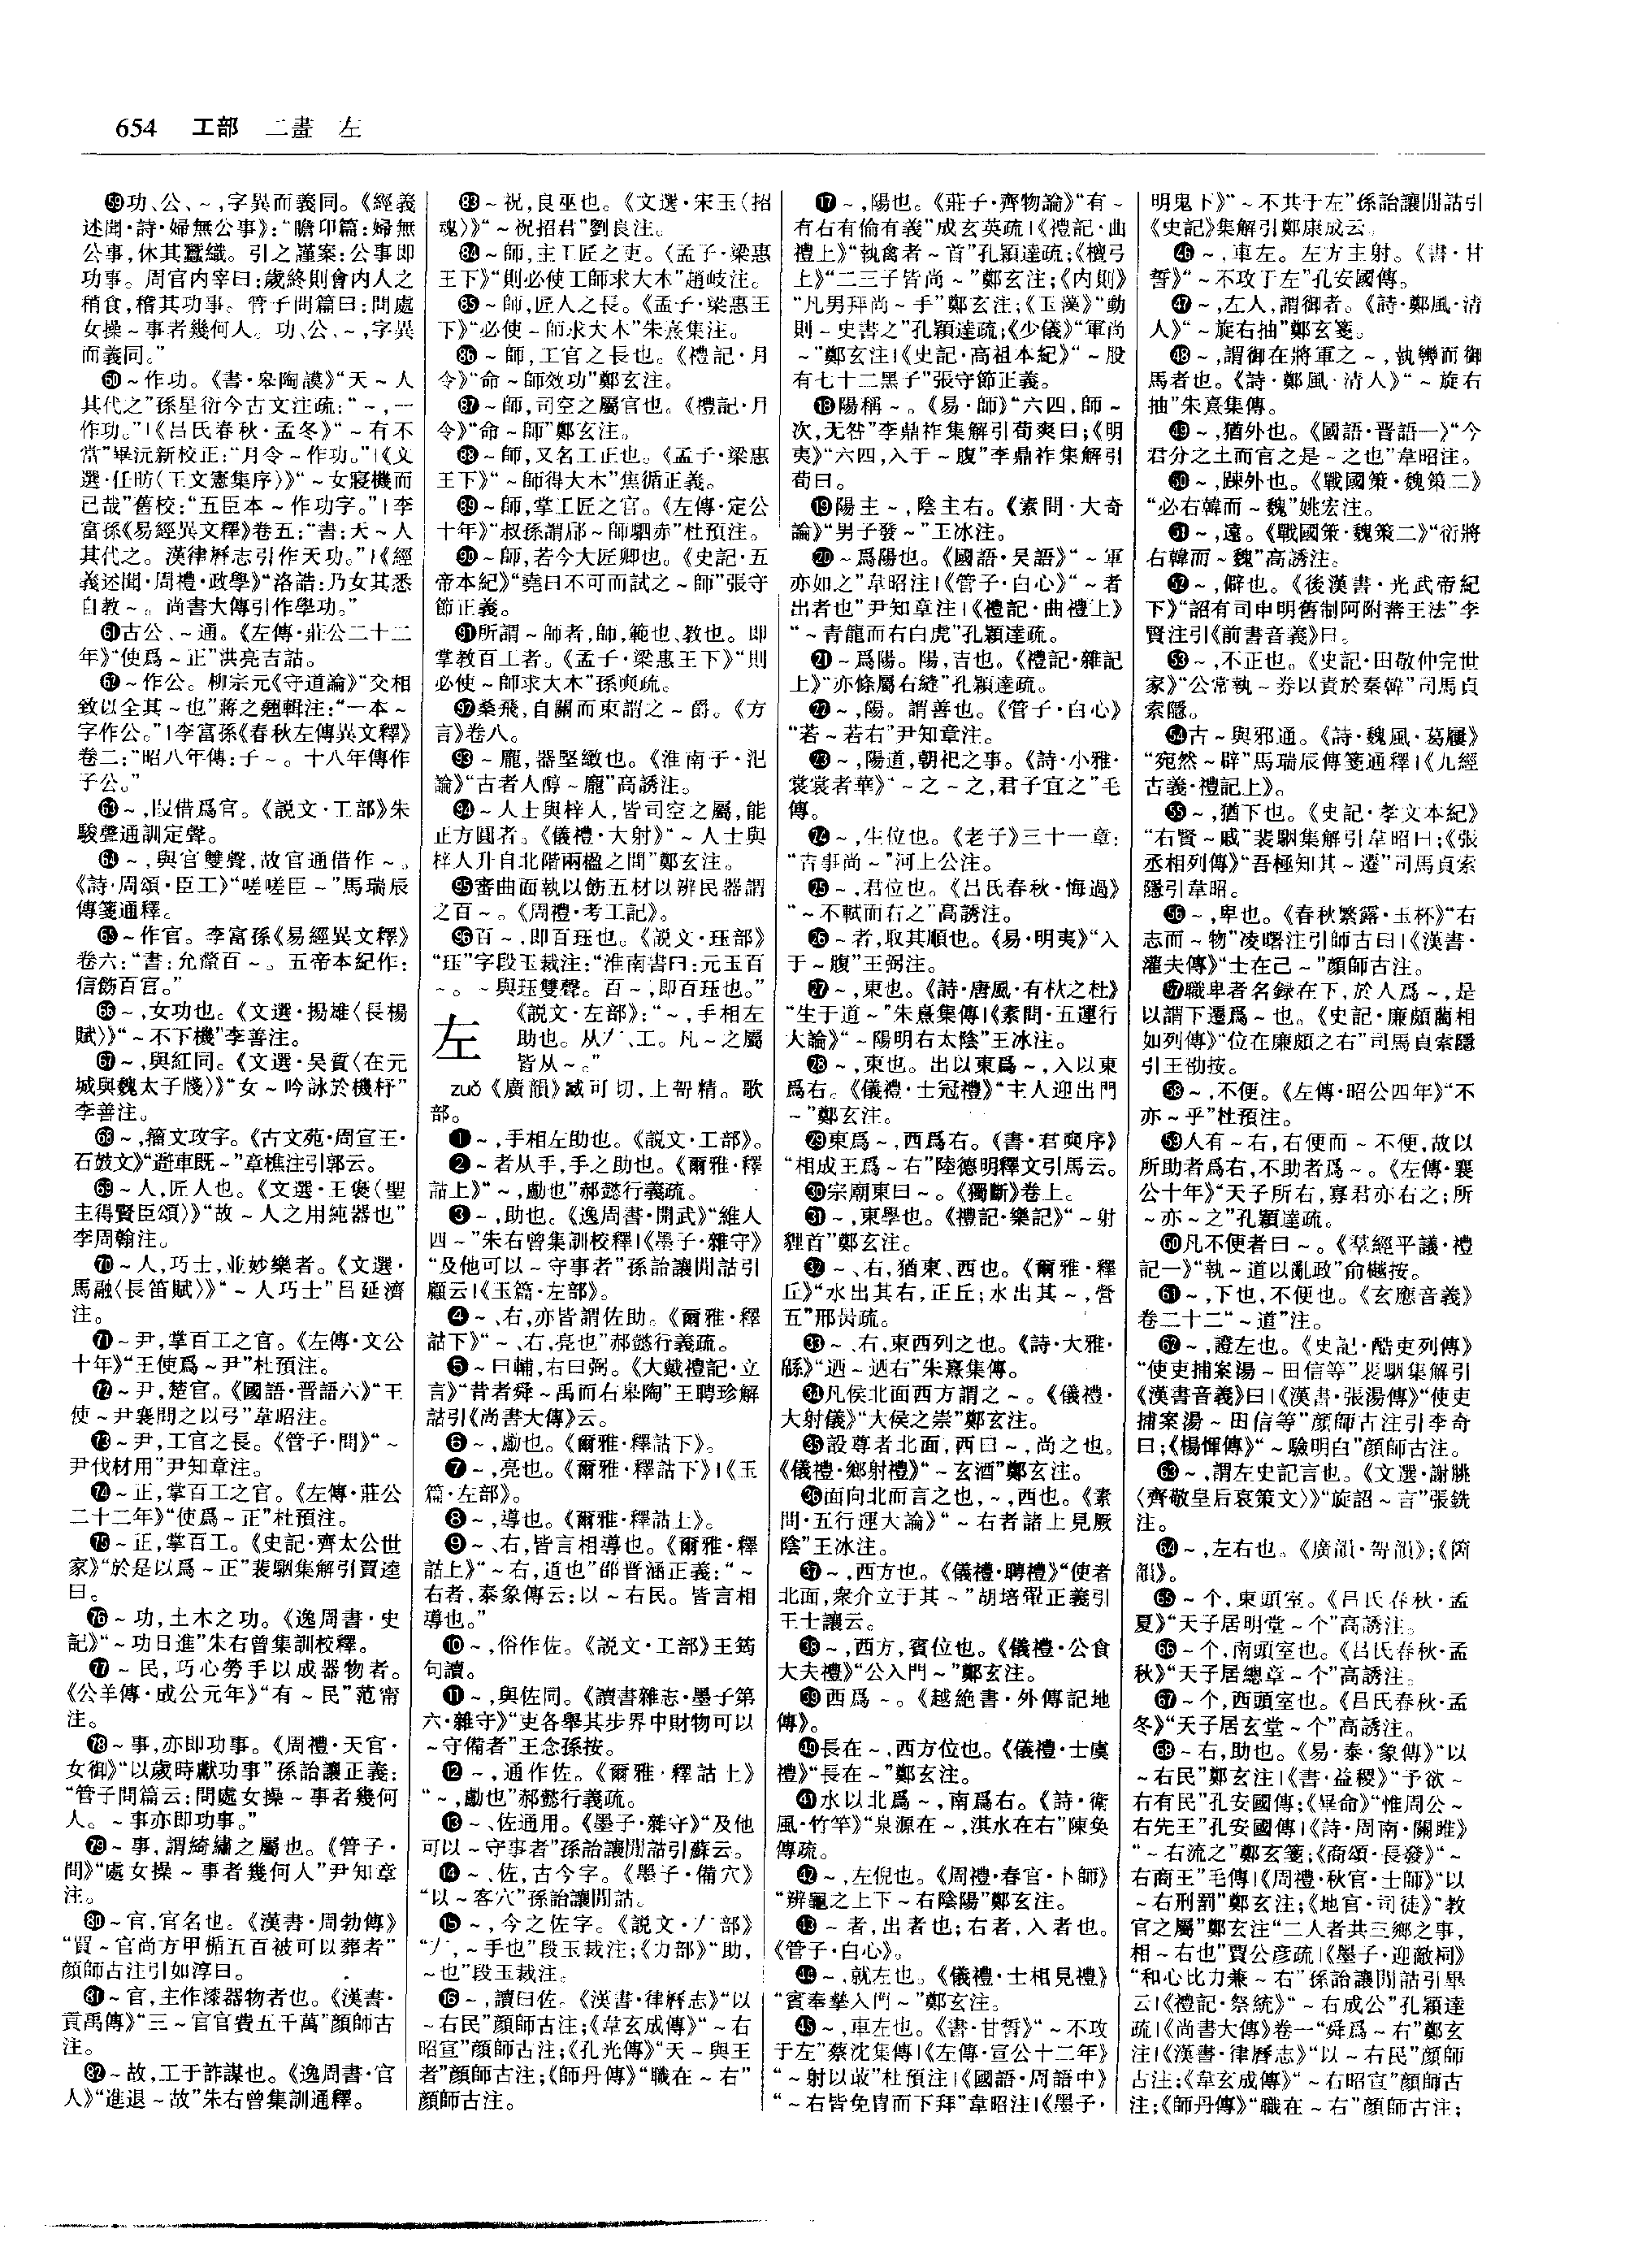 654 工部 二畫 左
㊾功、公、~,字異而義同。《經義
述聞·詩·婦無公事》:“瞻卬篇:婦無
公事,休其蠶織。引之謹案:公事即
功事。周官内宰曰:歲終則會内人之
稍食,稽其功事。管子問篇曰:問處
女操~事者幾何人。功、公、~,字異
而義同。”
60~作功。《書·皋陶謨》“天~人
其代之”孫星衍今古文注疏:“~,一
作功。”|《吕氏春秋·孟冬》“~有不
當”畢沅新校正:“月令~作功。”|《文
選·任昉〈王文憲集序〉》“~女寢機而
已哉”舊校:“五臣本~作功字。”|李
富孫《易經異文釋》卷五:“書:天~人
其代之。漢律厤志引作天功。”|《經
義述聞·周禮·政學》“洛誥:乃女其悉
自教~。尚書大傳引作學功。”
61古公、~通。《左傳·莊公二十二
年》“使爲~正”洪亮吉詁。
62~作公。柳宗元《守道論》“交相
致以全其~也”蔣之翹輯注:“一本~
字作公。”|李富孫《春秋左傳異文釋》
卷二:“昭八年傳:子~。十八年傳作
子公。”
63~,叚借爲官。《説文·工部》朱
駿聲通訓定聲。
64~,與官雙聲,故官通借作~。
《詩·周頌·臣工》“嗟嗟臣~”馬瑞辰
傳箋通釋。
65~作官。李富孫《易經異文釋》
卷六:“書:允釐百~。五帝本紀作:
信飭百官。”
66~,女功也。《文選·揚雄〈長楊
賦〉》“~不下機”李善注。
67~,與紅同。《文選·吴質〈在元
城與魏太子牋〉》“女~吟詠於機杼”
李善注。
68~,籀文攻字。《古文苑·周宣王·
石鼓文》“遊車既~”章樵注引郭云。
69~人,匠人也。《文選·王褒〈聖
主得賢臣頌〉》“故~人之用純器也”
李周翰注。
70~人,巧士,並妙樂者。《文選·
馬融〈長笛賦〉》“~人巧士”吕延濟
注。
71~尹,掌百工之官。《左傳·文公
十年》“王使爲~尹”杜預注。
72~尹,楚官。《國語·晋語六》“王
使~尹襄問之以弓”韋昭注。
73~尹,工官之長。《管子·問》“~
尹伐材用”尹知章注。
74~正,掌百工之官。《左傳·莊公
二十二年》“使爲~正”杜預注。
75~正,掌百工。《史記·齊太公世
家》“於是以爲~正”裴駰集解引賈逵
曰。
76~功,土木之功。《逸周書·史
記》“~功日進”朱右曾集訓校釋。
77~民,巧心勞手以成器物者。
《公羊傳·成公元年》“有~民”范甯
注。
78~事,亦即功事。《周禮·天官·
女御》“以歲時獻功事”孫詒讓正義:
“管子問篇云:問處女操~事者幾何
人。~事亦即功事。”
79~事,謂綺繡之屬也。《管子·
問》“處女操~事者幾何人”尹知章
注。
80~官,官名也。《漢書·周勃傳》
“買~官尚方甲楯五百被可以葬者”
顔師古注引如淳曰。
81~官,主作漆器物者也。《漢書·
貢禹傳》“三~官官費五千萬”顔師古
注。
82~故,工于詐謀也。《逸周書·官
人》“進退~故”朱右曾集訓通釋。
83~祝,良巫也。《文選·宋玉〈招
魂〉》“~祝招君”劉良注。
84~師,主工匠之吏。《孟子·梁惠
王下》“則必使工師求大木”趙岐注。
85~師,匠人之長。《孟子·梁惠王
下》“必使~師求大木”朱熹集注。
86~師,工官之長也。《禮記·月
令》“命~師效功”鄭玄注。
87~師,司空之屬官也。《禮記·月
令》“命~師”鄭玄注。
88~師,又名工正也。《孟子·梁惠
王下》“~師得大木”焦循正義。
89~師,掌工匠之官。《左傳·定公
十年》“叔孫謂郈~師駟赤”杜預注。
90~師,若今大匠卿也。《史記·五
帝本紀》“堯曰不可而試之~師”張守
節正義。
91所謂~師者,師,範也、教也。即
掌教百工者。《孟子·梁惠王下》“則
必使~師求大木”孫奭疏。
92桑飛,自關而東謂之~爵。《方
言》卷八。
93~龐,器堅緻也。《淮南子·氾
論》“古者人醇~龐”高誘注。
94~人士與梓人,皆司空之屬,能
正方圓者。《儀禮·大射》“~人士與
梓人升自北階兩楹之間”鄭玄注。
95審曲面執以飭五材以辨民器謂
之百~。《周禮·考工記》。
96百~,即百珏也。《説文·珏部》
“珏”字段玉裁注:“淮南書曰:元玉百
~。~與珏雙聲。百~,即百珏也。”
左
《説文·左部》:“~,手相左
助也。从𠂇、工。凡~之屬
皆从~。”
zuǒ《廣韻》臧可切,上哿精。歌
部。
❶~,手相左助也。《説文·工部》。
❷~者从手,手之助也。《爾雅·釋
詁上》“~,勴也”郝懿行義疏。
❸~,助也。《逸周書·開武》“維人
四~”朱右曾集訓校釋|《墨子·雜守》
“及他可以~守事者”孫詒讓閒詁引
顧云|《玉篇·左部》。
❹~、右,亦皆謂佐助。《爾雅·釋
詁下》“~、右,亮也”郝懿行義疏。
❺~曰輔,右曰弼。《大戴禮記·立
言》“昔者舜~禹而右皋陶”王聘珍解
詁引《尚書大傳》云。
❻~,勴也。《爾雅·釋詁下》。
❼~,亮也。《爾雅·釋詁下》|《玉
篇·左部》。
❽~,導也。《爾雅·釋詁上》。
❾~、右,皆言相導也。《爾雅·釋
詁上》“~右,道也”邵晋涵正義:“~
右者,泰象傳云:以~右民。皆言相
導也。”
❿~,俗作佐。《説文·工部》王筠
句讀。
⓫~,與佐同。《讀書雜志·墨子第
六·雜守》“吏各舉其步界中財物可以
~守備者”王念孫按。
⓬~,通作佐。《爾雅·釋詁上》
“~,勴也”郝懿行義疏。
⓭~、佐通用。《墨子·雜守》“及他
可以~守事者”孫詒讓閒詁引蘇云。
⓮~、佐,古今字。《墨子·備穴》
“以~客穴”孫詒讓閒詁。
⓯~,今之佐字。《説文·𠂇部》
“𠂇,~手也”段玉裁注;《力部》“助,
~也”段玉裁注。
⓰~,讀曰佐。《漢書·律厤志》“以
~右民”顔師古注;《韋玄成傳》“~右
昭宣”顔師古注;《孔光傳》“天~與王
者”顔師古注;《師丹傳》“職在~右”
顔師古注。
⓱~,陽也。《莊子·齊物論》“有~
有右有倫有義”成玄英疏|《禮記·曲
禮上》“執禽者~首”孔穎達疏;《檀弓
上》“二三子皆尚~”鄭玄注;《内則》
“凡男拜尚~手”鄭玄注;《玉藻》“動
則~史書之”孔穎達疏;《少儀》“軍尚
~”鄭玄注|《史記·高祖本紀》“~股
有七十二黑子”張守節正義。
⓲陽稱~。《易·師》“六四,師~
次,无咎”李鼎祚集解引荀爽曰;《明
夷》“六四,入于~腹”李鼎祚集解引
荀曰。
⓳陽主~,陰主右。《素問·大奇
論》“男子發~”王冰注。
⓴~爲陽也。《國語·吴語》“~軍
亦如之”韋昭注|《管子·白心》“~者
出者也”尹知章注|《禮記·曲禮上》
“~青龍而右白虎”孔穎達疏。
21~爲陽。陽,吉也。《禮記·雜記
上》“亦條屬右縫”孔穎達疏。
22~,陽。謂善也。《管子·白心》
“若~若右”尹知章注。
23~,陽道,朝祀之事。《詩·小雅·
裳裳者華》“~之~之,君子宜之”毛
傳。
24~,生位也。《老子》三十一章:
“吉事尚~”河上公注。
25~,君位也。《吕氏春秋·悔過》
“~不軾而右之”高誘注。
26~者,取其順也。《易·明夷》“入
于~腹”王弼注。
27~,東也。《詩·唐風·有杕之杜》
“生于道~”朱熹集傳|《素問·五運行
大論》“~陽明右太陰”王冰注。
28~,東也。出以東爲~,入以東
爲右。《儀禮·士冠禮》“主人迎出門
~”鄭玄注。
29東爲~,西爲右。《書·君奭序》
“相成王爲~右”陸德明釋文引馬云。
30宗廟東曰~。《獨斷》卷上。
31~,東學也。《禮記·樂記》“~射
貍首”鄭玄注。
32~、右,猶東、西也。《爾雅·釋
丘》“水出其右,正丘;水出其~,營
五”邢昺疏。
33~、右,東西列之也。《詩·大雅·
緜》“迺~迺右”朱熹集傳。
34凡侯北面西方謂之~。《儀禮·
大射儀》“大侯之崇”鄭玄注。
35設尊者北面,西曰~,尚之也。
《儀禮·鄉射禮》“~玄酒”鄭玄注。
36面向北而言之也,~,西也。《素
問·五行運大論》“~右者諸上見厥
陰”王冰注。
37~,西方也。《儀禮·聘禮》“使者
北面,衆介立于其~”胡培翬正義引
王士讓云。
38~,西方,賓位也。《儀禮·公食
大夫禮》“公入門~”鄭玄注。
39西爲~。《越絶書·外傳記地
傳》。
40長在~,西方位也。《儀禮·士虞
禮》“長在~”鄭玄注。
41水以北爲~,南爲右。《詩·衛
風·竹竿》“泉源在~,淇水在右”陳奂
傳疏。
42~,左倪也。《周禮·春官·卜師》
“辨龜之上下~右陰陽”鄭玄注。
43~者,出者也;右者,入者也。
《管子·白心》。
44~,就左也。《儀禮·士相見禮》
“賓奉摯入門~”鄭玄注。
45~,車左也。《書·甘誓》“~不攻
于左”蔡沈集傳|《左傳·宣公十二年》
“~射以菆”杜預注|《國語·周語中》
“~右皆免胄而下拜”韋昭注|《墨子·
明鬼下》“~不共于左”孫詒讓閒詁引
《史記》集解引鄭康成云。
46~,車左。左方主射。《書·甘
誓》“~不攻于左”孔安國傳。
47~,左人,謂御者。《詩·鄭風·清
人》“~旋右抽”鄭玄箋。
48~,謂御在將軍之~,執轡而御
馬者也。《詩·鄭風·清人》“~旋右
抽”朱熹集傳。
49~,猶外也。《國語·晋語一》“今
君分之土而官之是~之也”韋昭注。
50~,踈外也。《戰國策·魏策二》
“必右韓而~魏”姚宏注。
51~,遠。《戰國策·魏策二》“衍將
右韓而~魏”高誘注。
52~,僻也。《後漢書·光武帝紀
下》“詔有司申明舊制阿附蕃王法”李
賢注引《前書音義》曰。
53~,不正也。《史記·田敬仲完世
家》“公常執~券以責於秦韓”司馬貞
索隱。
54古~與邪通。《詩·魏風·葛屨》
“宛然~辟”馬瑞辰傳箋通釋|《九經
古義·禮記上》。
55~,猶下也。《史記·孝文本紀》
“右賢~戚”裴駰集解引韋昭曰;《張
丞相列傳》“吾極知其~遷”司馬貞索
隱引韋昭。
56~,卑也。《春秋繁露·玉杯》“右
志而~物”凌曙注引師古曰|《漢書·
灌夫傳》“士在己~”顔師古注。
57職卑者名録在下,於人爲~,是
以謂下遷爲~也。《史記·廉頗藺相
如列傳》“位在廉頗之右”司馬貞索隱
引王劭按。
58~,不便。《左傳·昭公四年》“不
亦~乎”杜預注。
59人有~右,右便而~不便,故以
所助者爲右,不助者爲~。《左傳·襄
公十年》“天子所右,寡君亦右之;所
~亦~之”孔穎達疏。
60凡不便者曰~。《羣經平議·禮
記一》“執~道以亂政”俞樾按。
61~,下也,不便也。《玄應音義》
卷二十二“~道”注。
62~,證左也。《史記·酷吏列傳》
“使吏捕案湯~田信等”裴駰集解引
《漢書音義》曰|《漢書·張湯傳》“使吏
捕案湯~田信等”顔師古注引李奇
曰;《楊惲傳》“~驗明白”顔師古注。
63~,謂左史記言也。《文選·謝朓
〈齊敬皇后哀策文〉》“旋詔~言”張銑
注。
64~,左右也。《廣韻·哿韻》;《箇
韻》。
65~个,東頭室。《吕氏春秋·孟
夏》“天子居明堂~个”高誘注。
66~个,南頭室也。《吕氏春秋·孟
秋》“天子居總章~个”高誘注。
67~个,西頭室也。《吕氏春秋·孟
冬》“天子居玄堂~个”高誘注。
68~右,助也。《易·泰·象傳》“以
~右民”鄭玄注|《書·益稷》“予欲~
右有民”孔安國傳;《畢命》“惟周公~
右先王”孔安國傳|《詩·周南·關雎》
“~右流之”鄭玄箋;《商頌·長發》“~
右商王”毛傳|《周禮·秋官·士師》“以
~右刑罰”鄭玄注;《地官·司徒》“教
官之屬”鄭玄注“二人者共三鄉之事,
相~右也”賈公彦疏|《墨子·迎敵祠》
“和心比力兼~右”孫詒讓閒詁引畢
云|《禮記·祭統》“~右成公”孔穎達
疏|《尚書大傳》卷一“舜爲~右”鄭玄
注|《漢書·律厤志》“以~右民”顔師
古注;《韋玄成傳》“~右昭宣”顔師古
注;《師丹傳》“職在~右”顔師古注;